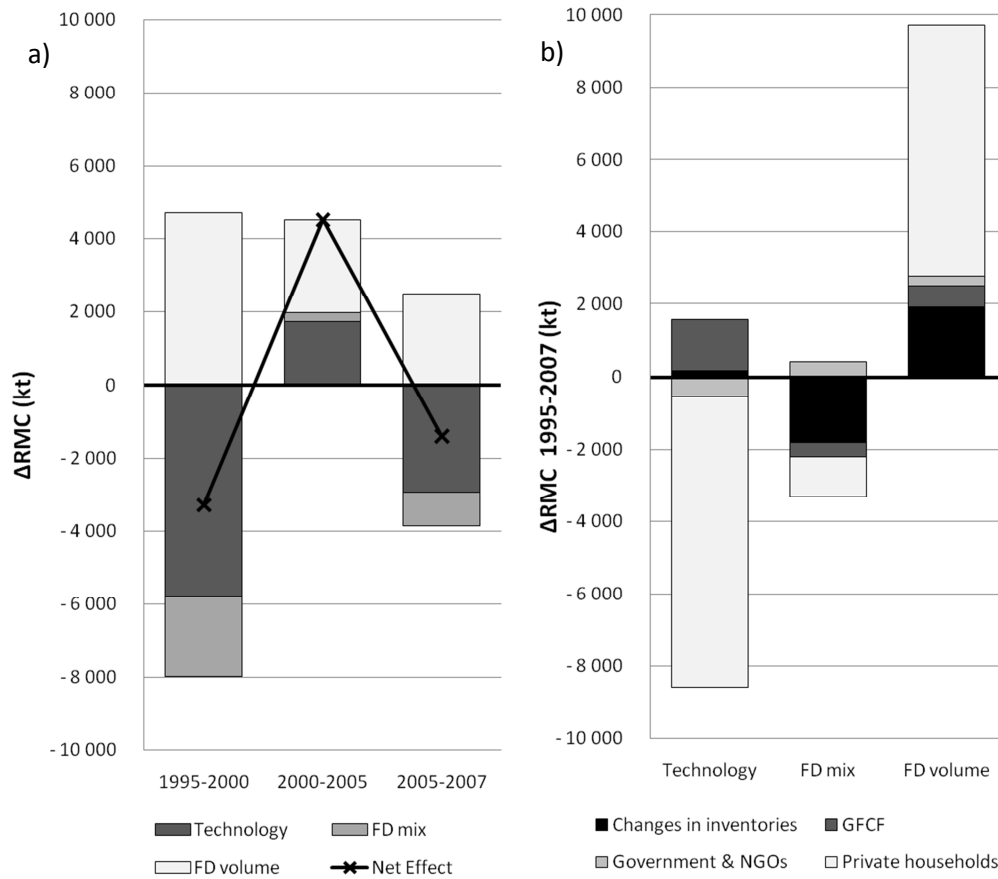 a)
ΔRMC (kt)
10 000
8 000
6 000
4 000
2 000
0
- 2 000
- 4 000
- 6 000
- 8 000
- 10 000
1995-2000 2000-2005 2005-2007
Technology FD mix
FD volume Net Effect
b)
ΔRMC 1995-2007 (kt)
10 000
8 000
6 000
4 000
2 000
0
- 2 000
- 4 000
- 6 000
- 8 000
- 10 000
Technology FD mix FD volume
Changes in inventories GFCF
Government & NGOs Private households